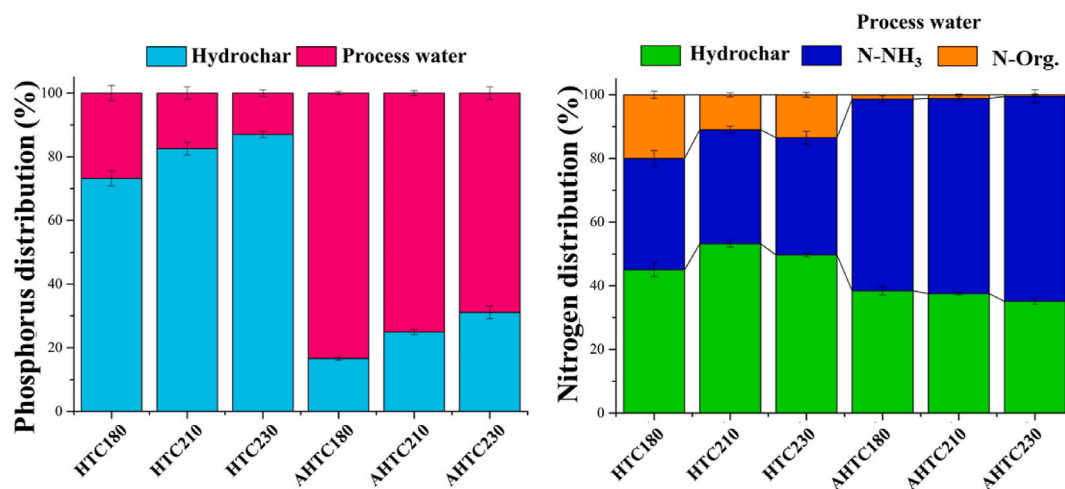 Hydrochar Process water
Phosphorus distribution (%)
100
80
60
40
20
0
HTC180 HTC210 HTC230 AHTC180 AHTC210 AHTC230
Process water
Hydrochar N-NH₃ N-Org.
Nitrogen distribution (%)
100
80
60
40
20
0
HTC180 HTC210 HTC230 AHTC180 AHTC210 AHTC230